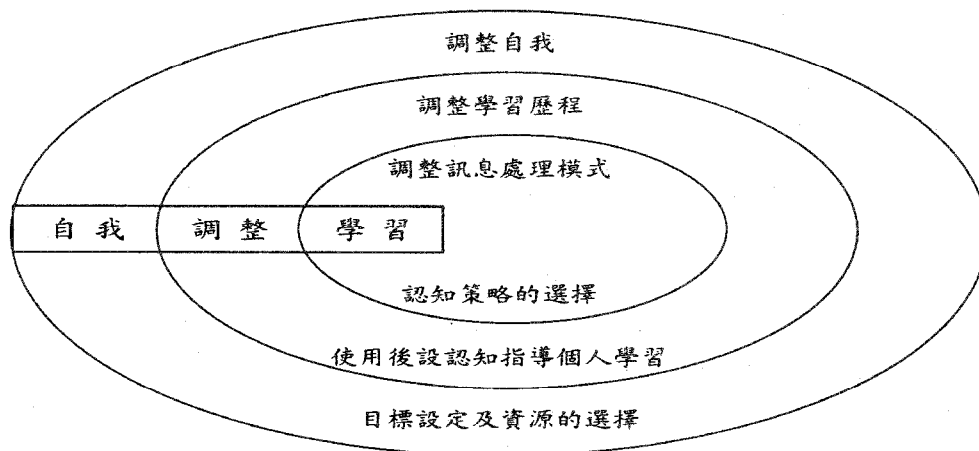 調整自我
調整學習歷程
調整訊息處理模式
自我 調整 學習
認知策略的選擇
使用後設認知指導個人學習
目標設定及資源的選擇